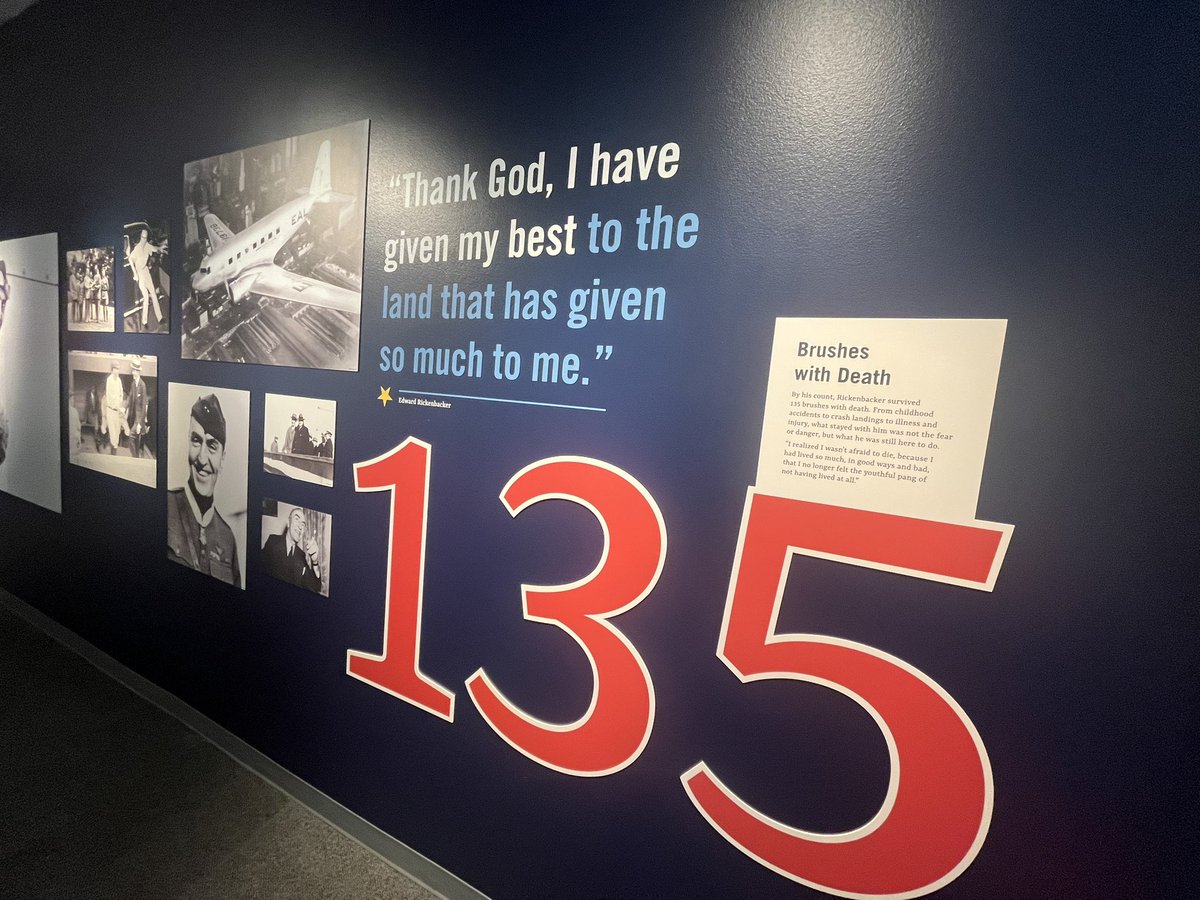 “Thank God, I have
given my best to the
land that has given
so much to me.”
Edward Rickenbacker
EAL
135
Brushes
with Death
By his count, Rickenbacker survived
135 brushes with death. From childhood
accidents to crash landings to illness and
injury, what stayed with him was not the fear
or danger, but what he was still here to do.
“I realized I wasn’t afraid to die, because I
had lived so much, in good ways and bad,
that I no longer felt the youthful pang of
not having lived at all.”